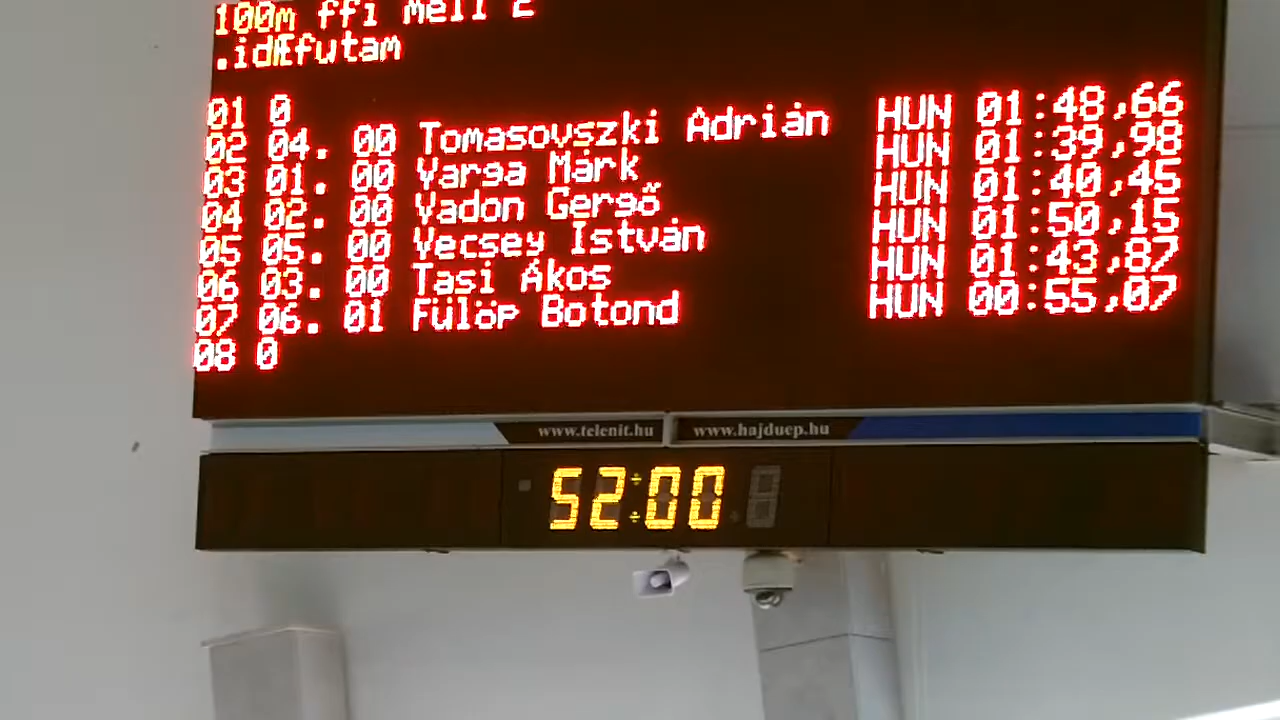 100m ffi mell 2
.idÆfutam
01 0
02 04. 00 Tomasovszki Adrián HUN 01:48,66
03 01. 00 Varga Márk HUN 01:39,98
04 02. 00 Vadon Gergő HUN 01:40,45
05 05. 00 Vecsey István HUN 01:50,15
06 03. 00 Tasi Ákos HUN 01:43,87
07 06. 01 Fülöp Botond HUN 00:55,07
08 0
www.telenit.hu www.hajduep.hu
52:00